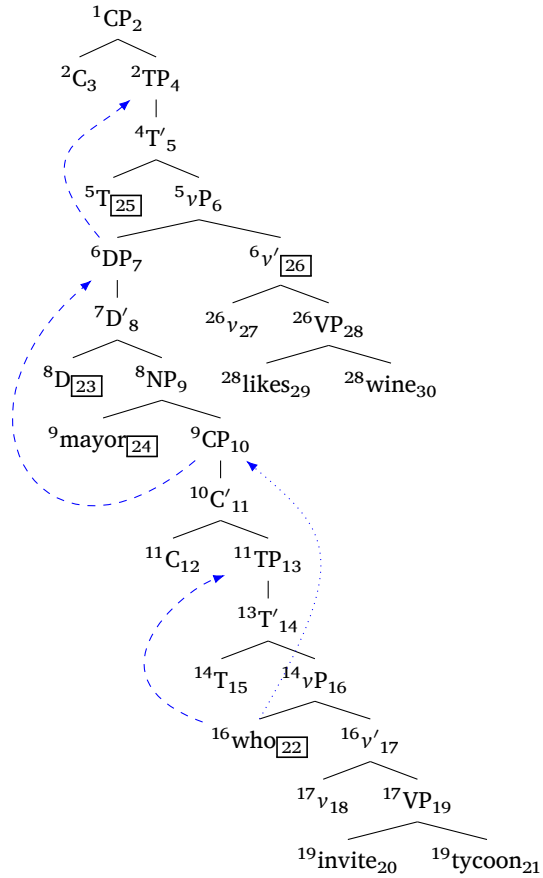 ¹CP₂
²C₃ ²TP₄
⁴T′₅
⁵T25 ⁵vP₆
⁶DP₇ ⁶v′26
⁷D′₈ ²⁶v₂₇ ²⁶VP₂₈
⁸D23 ⁸NP₉ ²⁸likes₂₉ ²⁸wine₃₀
⁹mayor24 ⁹CP₁₀
¹⁰C′₁₁
¹¹C₁₂ ¹¹TP₁₃
¹³T′₁₄
¹⁴T₁₅ ¹⁴vP₁₆
¹⁶who22 ¹⁶v′₁₇
¹⁷v₁₈ ¹⁷VP₁₉
¹⁹invite₂₀ ¹⁹tycoon₂₁